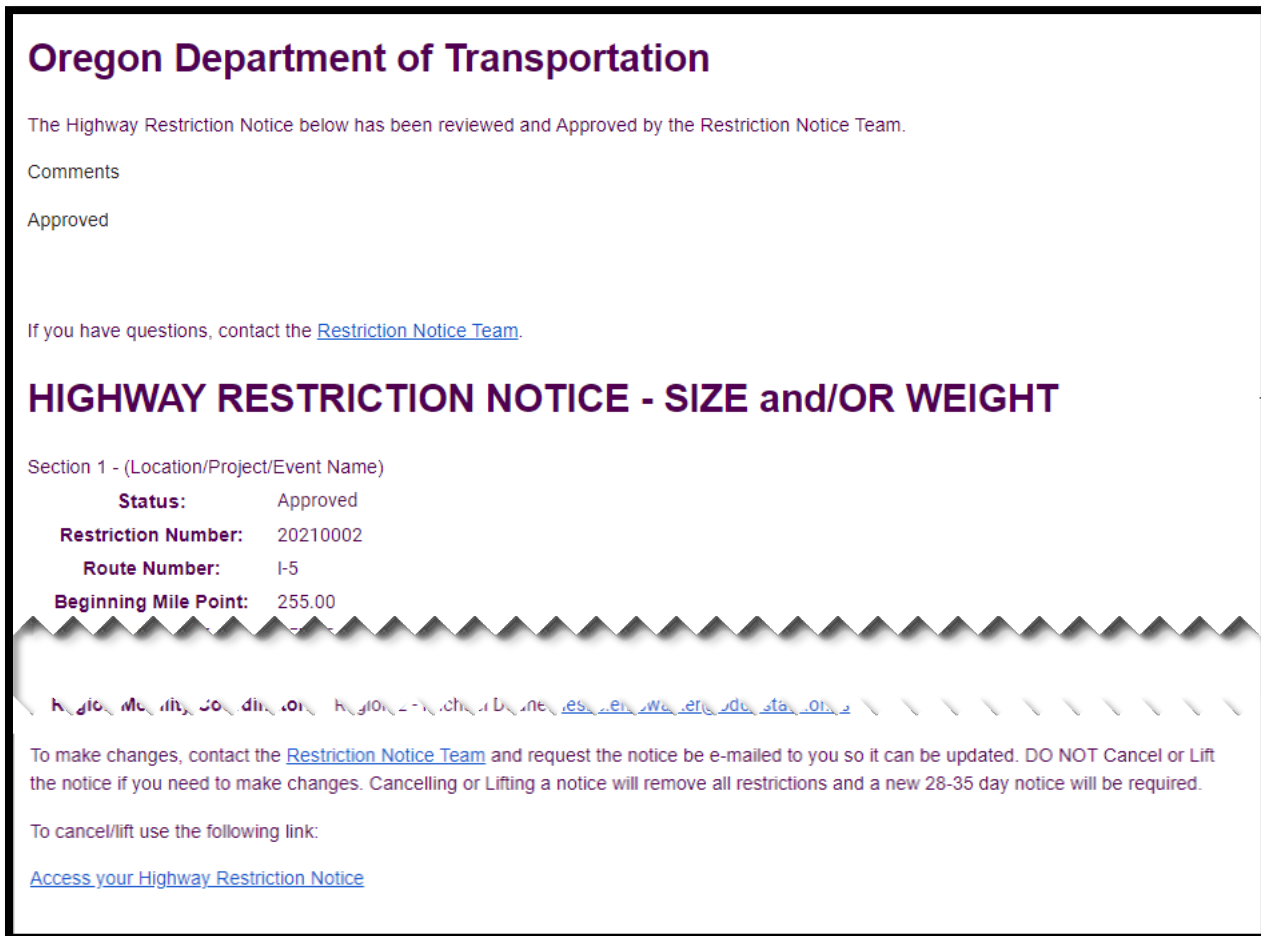 Oregon Department of Transportation
The Highway Restriction Notice below has been reviewed and Approved by the Restriction Notice Team.
Comments
Approved
If you have questions, contact the Restriction Notice Team.
HIGHWAY RESTRICTION NOTICE - SIZE and/OR WEIGHT
Section 1 - (Location/Project/Event Name)
Status: Approved
Restriction Number: 20210002
Route Number: I-5
Beginning Mile Point: 255.00
Region Mobility Coordinator Region 2 -
To make changes, contact the Restriction Notice Team and request the notice be e-mailed to you so it can be updated. DO NOT Cancel or Lift
the notice if you need to make changes. Cancelling or Lifting a notice will remove all restrictions and a new 28-35 day notice will be required.
To cancel/lift use the following link:
Access your Highway Restriction Notice